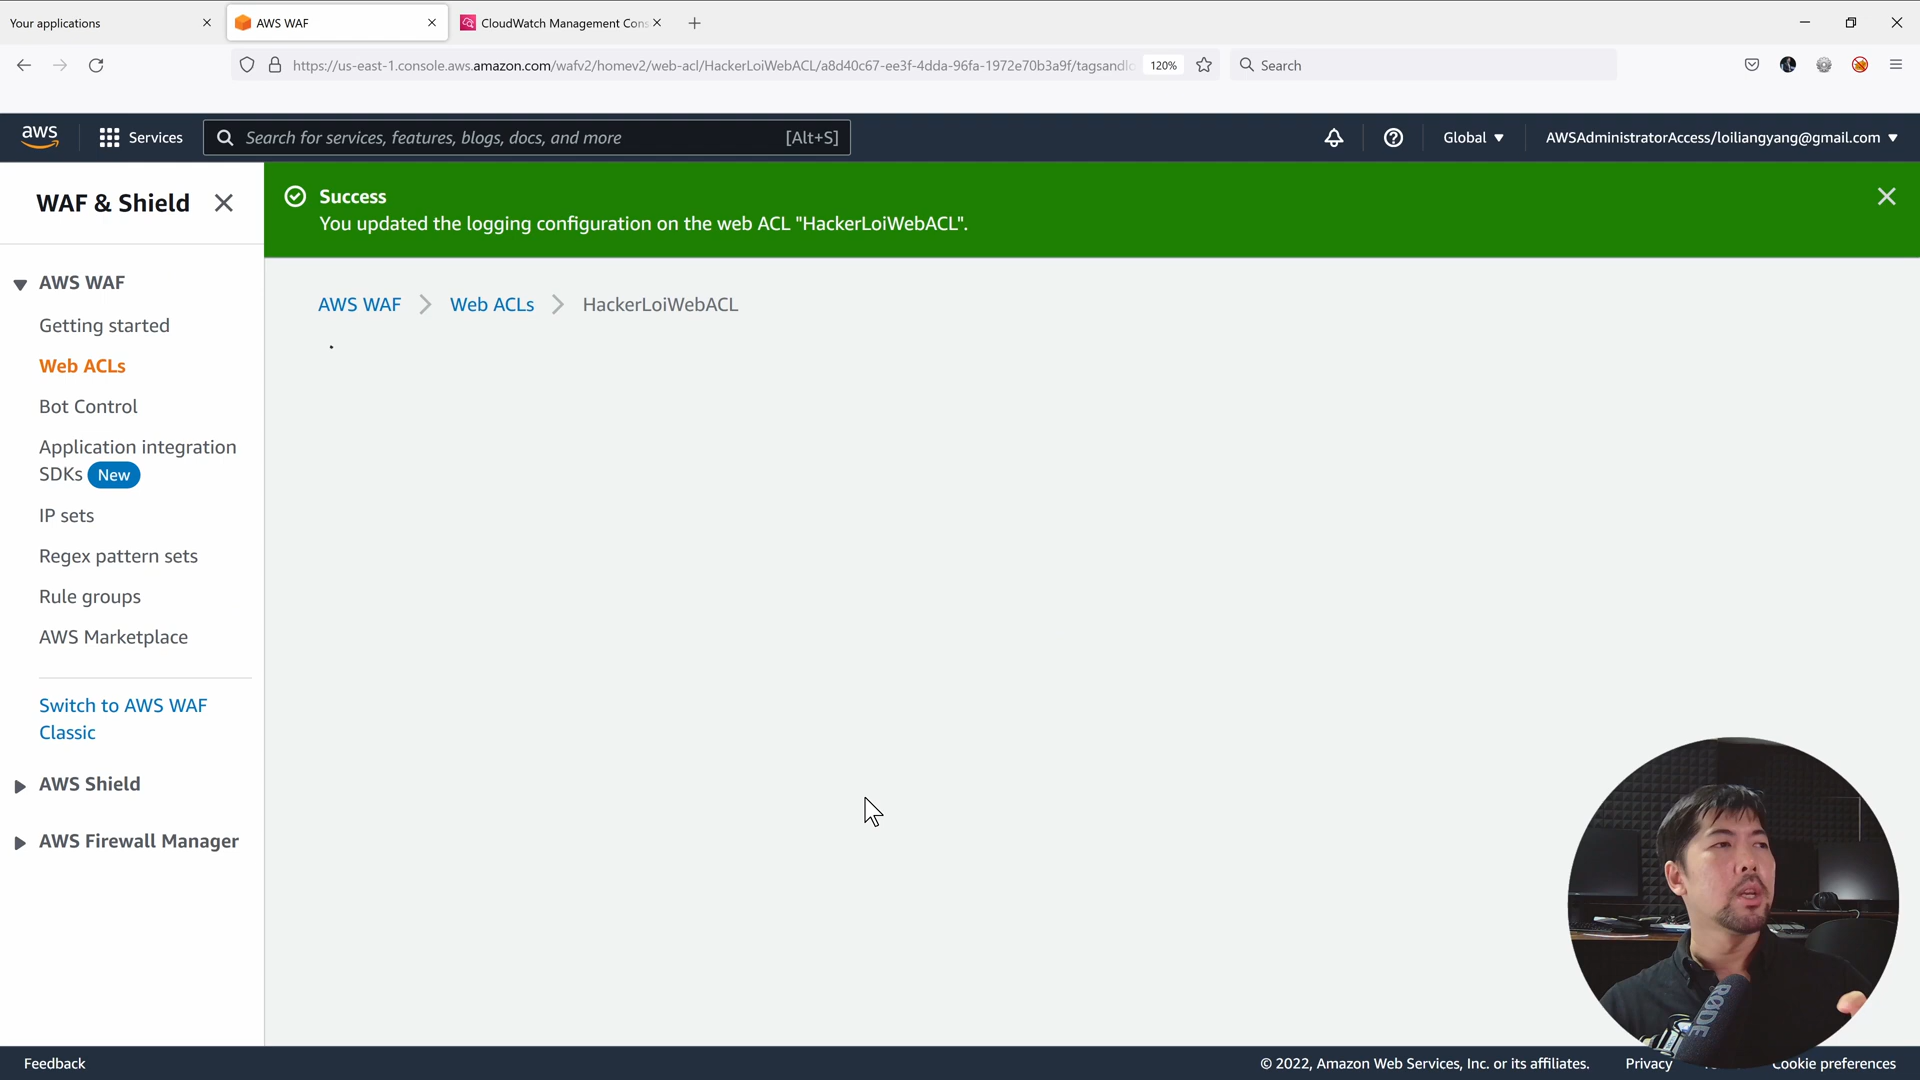 Your applications
AWS WAF
CloudWatch Management Cons
https://us-east-1.console.aws.amazon.com/wafv2/homev2/web-acl/HackerLoiWebACL/a8d40c67-ee3f-4dda-96fa-1972e70b3a9f/tagsandlo
120%
Search
aws
Services
Search for services, features, blogs, docs, and more
[Alt+S]
Global
AWSAdministratorAccess/loiliangyang@gmail.com
WAF & Shield
Success
You updated the logging configuration on the web ACL "HackerLoiWebACL".
AWS WAF
Getting started
Web ACLs
Bot Control
Application integration
SDKs New
IP sets
Regex pattern sets
Rule groups
AWS Marketplace
Switch to AWS WAF
Classic
AWS Shield
AWS Firewall Manager
AWS WAF > Web ACLs > HackerLoiWebACL
RØDE
Feedback
© 2022, Amazon Web Services, Inc. or its affiliates.
Privacy
Cookie preferences